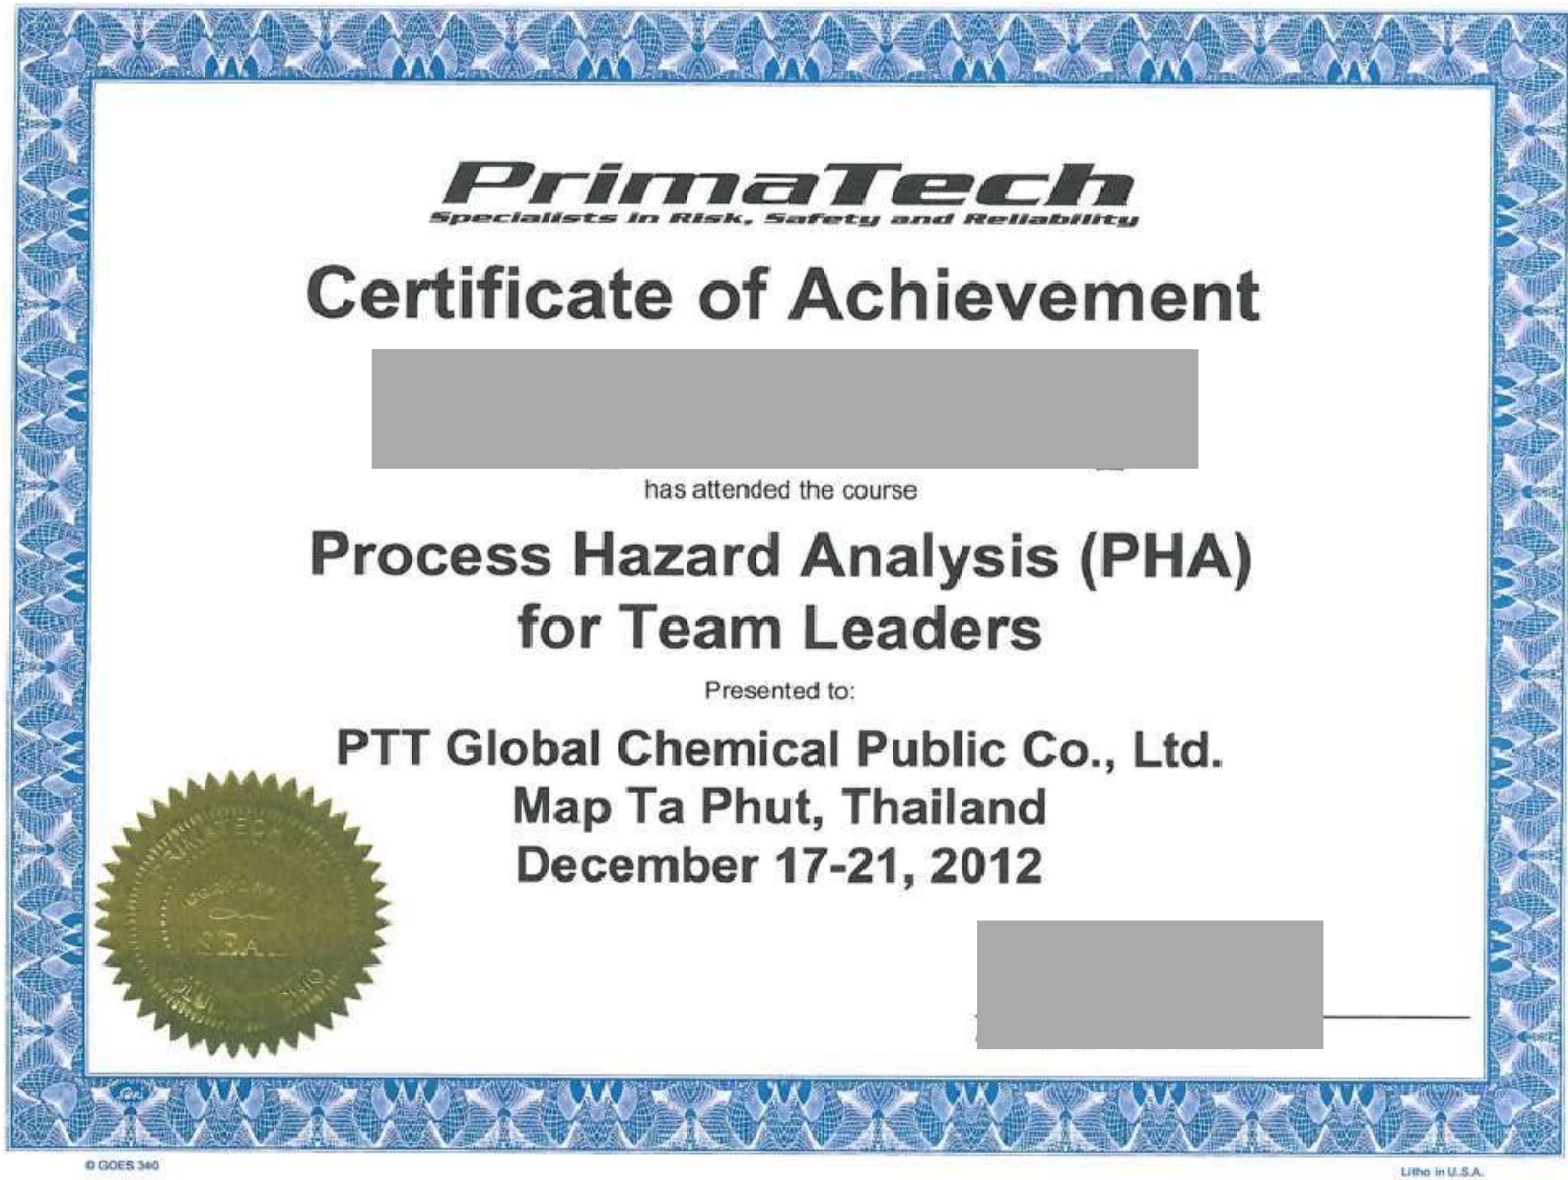 PrimaTech
Specialists in Risk, Safety and Reliability
Certificate of Achievement
has attended the course
Process Hazard Analysis (PHA)
for Team Leaders
Presented to:
PTT Global Chemical Public Co., Ltd.
Map Ta Phut, Thailand
December 17-21, 2012
© GOES 340
Litho in U.S.A.